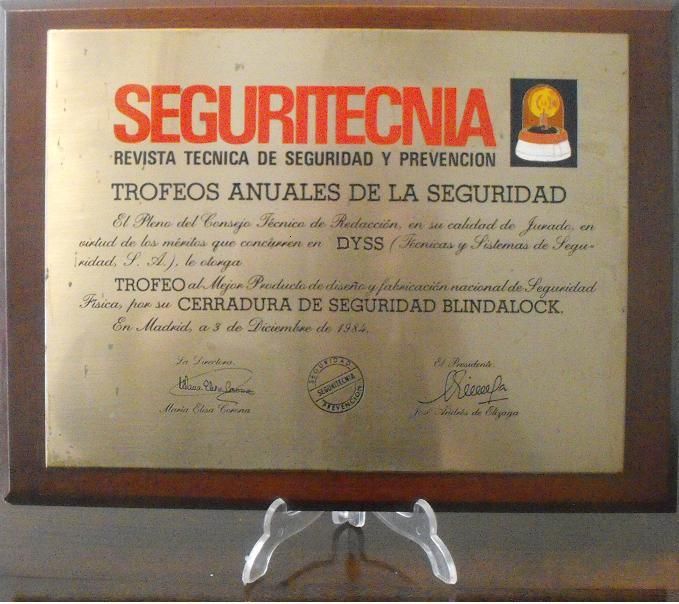 SEGURITECNIA
REVISTA TECNICA DE SEGURIDAD Y PREVENCION
TROFEOS ANUALES DE LA SEGURIDAD
El Pleno del Consejo Técnico de Redacción, en su calidad de Jurado, en
virtud de los méritos que concurren en DYSS (Técnicas y Sistemas de Segu-
ridad, S. A.), le otorga
TROFEO al Mejor Producto de diseño y fabricación nacional de Seguridad
Física, por su CERRADURA DE SEGURIDAD BLINDALOCK.
En Madrid, a 3 de Diciembre de 1984.
La Directora,
El Presidente
SEGURIDAD
SEGURITECNIA
PREVENCION
María Elisa Corona
José Andrés de Elizaga